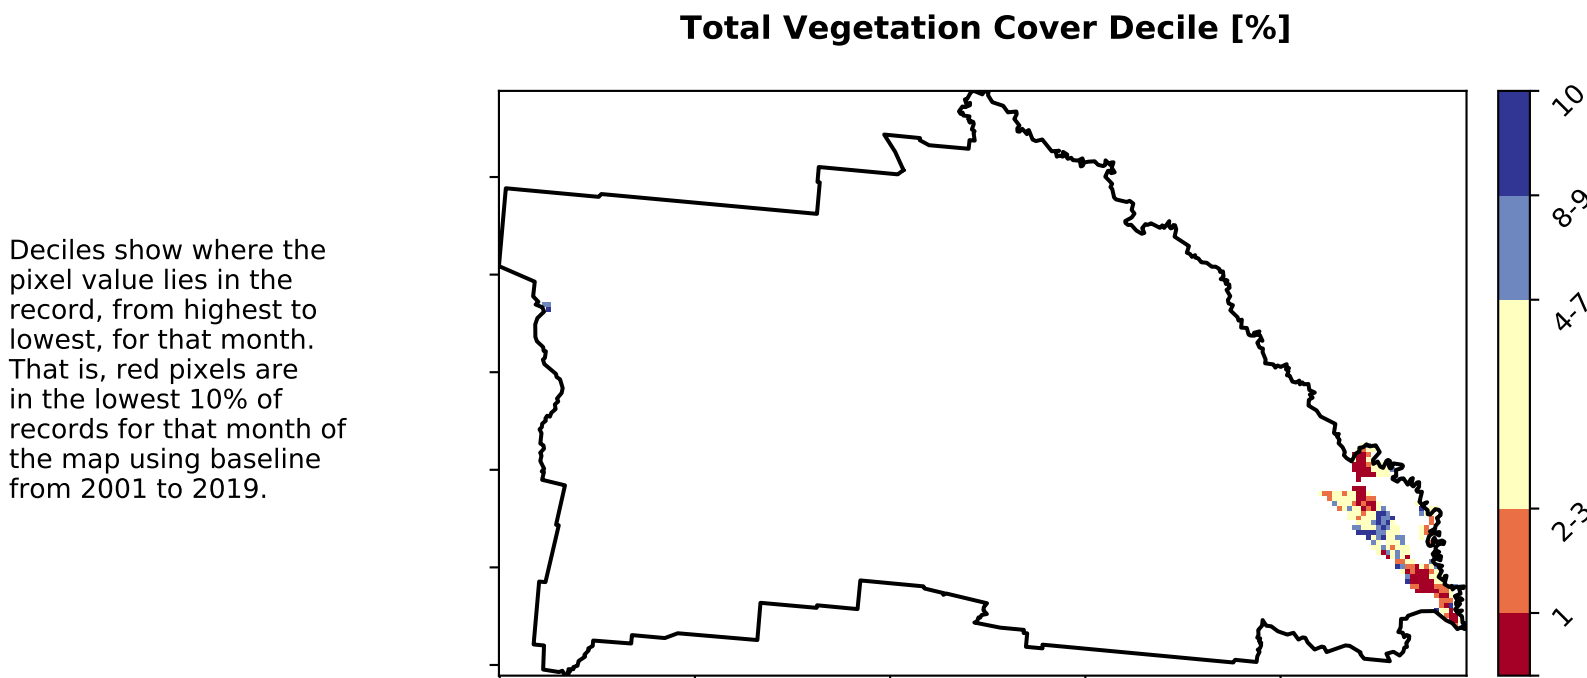 Total Vegetation Cover Decile [%]
Deciles show where the
pixel value lies in the
record, from highest to
lowest, for that month.
That is, red pixels are
in the lowest 10% of
records for that month of
the map using baseline
from 2001 to 2019.
10
8-9
4-7
2-3
1